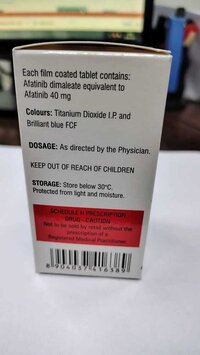 Each film coated tablet contains:
Afatinib dimaleate equivalent to
Afatinib 40 mg
Colours: Titanium Dioxide I.P. and
Brilliant blue FCF
DOSAGE: As directed by the Physician.
KEEP OUT OF REACH OF CHILDREN
STORAGE: Store below 30°C.
Protected from light and moisture.
SCHEDULE H PRESCRIPTION
DRUG - CAUTION
Not to be sold by retail without the
prescription of a
Registered Medical Practitioner.
8 904037 416389